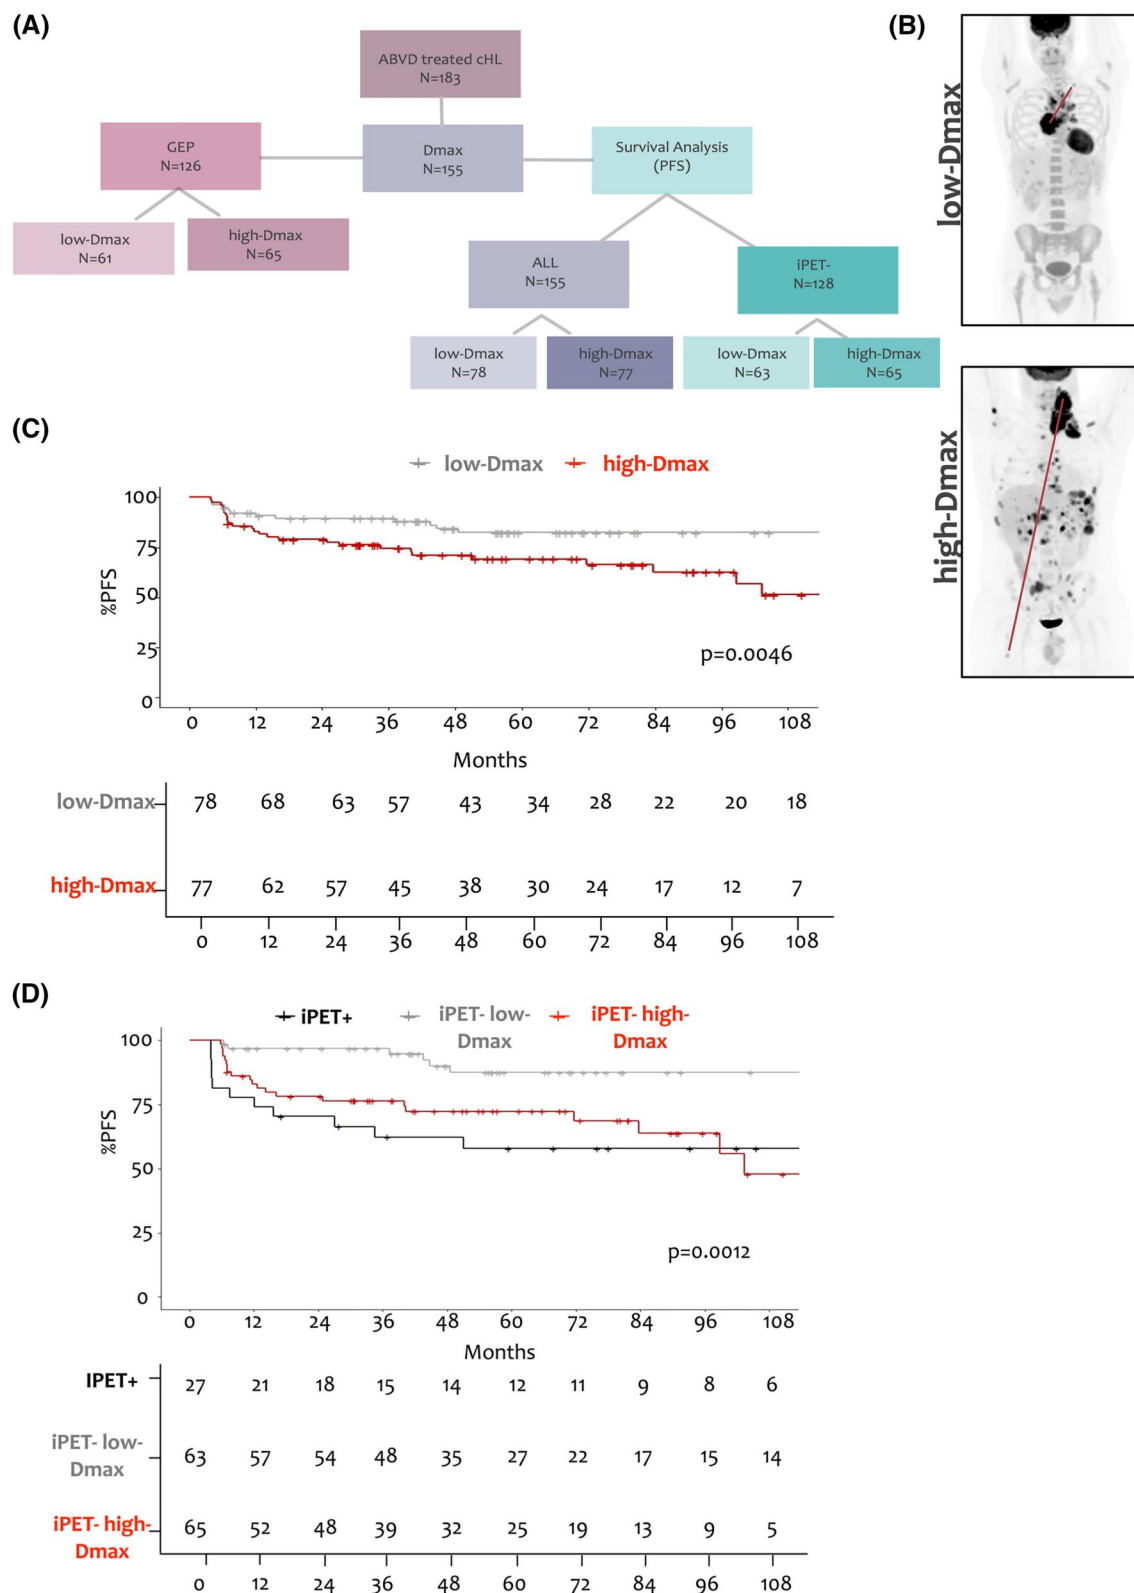 (A)
ABVD treated cHL
N=183
GEP
N=126
Dmax
N=155
Survival Analysis
(PFS)
low-Dmax
N=61
high-Dmax
N=65
ALL
N=155
iPET-
N=128
low-Dmax
N=78
high-Dmax
N=77
low-Dmax
N=63
high-Dmax
N=65
(B)
low-Dmax
high-Dmax
(C)
low-Dmax high-Dmax
100
75
50
25
0
%PFS
p=0.0046
0 12 24 36 48 60 72 84 96 108
Months
low-Dmax 78 68 63 57 43 34 28 22 20 18
high-Dmax 77 62 57 45 38 30 24 17 12 7
0 12 24 36 48 60 72 84 96 108
(D)
iPET+ iPET- low- iPET- high-
Dmax Dmax
100
75
50
25
0
%PFS
p=0.0012
0 12 24 36 48 60 72 84 96 108
Months
IPET+ 27 21 18 15 14 12 11 9 8 6
iPET- low-
Dmax 63 57 54 48 35 27 22 17 15 14
iPET- high-
Dmax 65 52 48 39 32 25 19 13 9 5
0 12 24 36 48 60 72 84 96 108